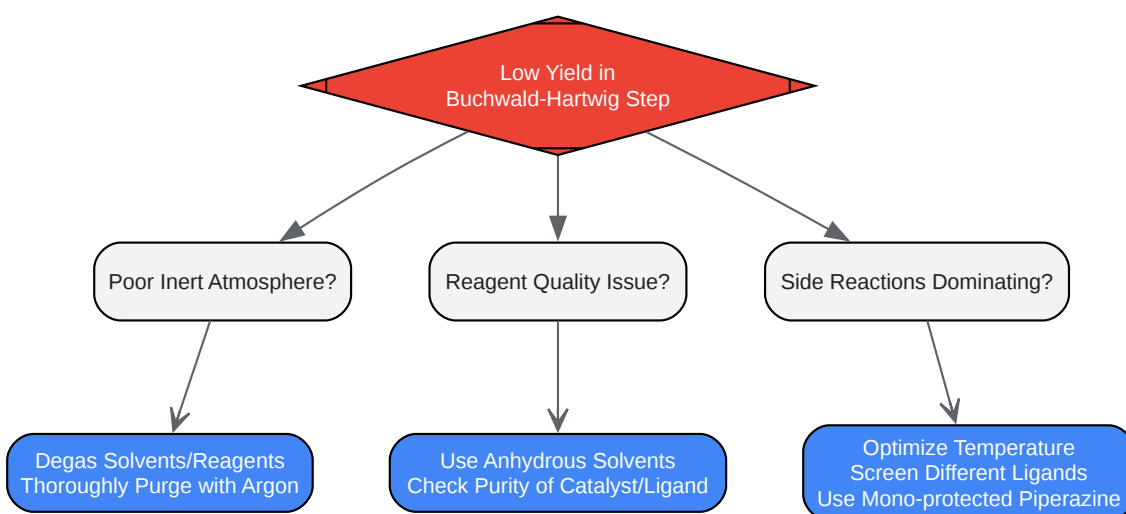 Low Yield in
Buchwald-Hartwig Step
Poor Inert Atmosphere?
Reagent Quality Issue?
Side Reactions Dominating?
Degas Solvents/Reagents
Thoroughly Purge with Argon
Use Anhydrous Solvents
Check Purity of Catalyst/Ligand
Optimize Temperature
Screen Different Ligands
Use Mono-protected Piperazine